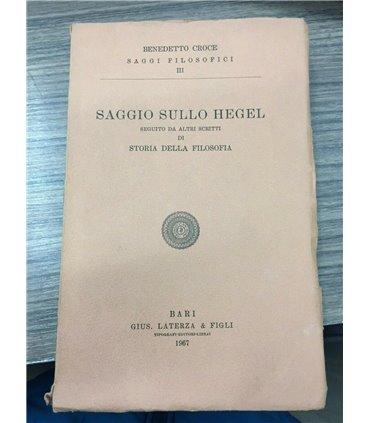 BENEDETTO CROCE
SAGGI FILOSOFICI
III
SAGGIO SULLO HEGEL
SEGUITO DA ALTRI SCRITTI
DI
STORIA DELLA FILOSOFIA
BARI
GIUS. LATERZA & FIGLI
TIPOGRAFI-EDITORI-LIBRAI
1967